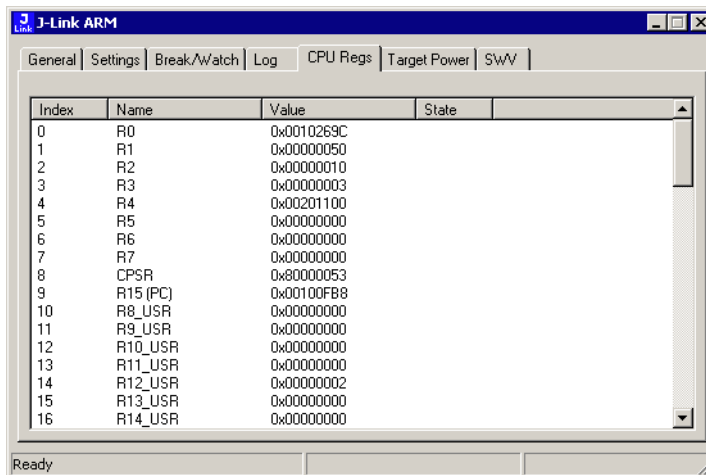 J Link J-Link ARM
General Settings Break/Watch Log CPU Regs Target Power SWV
Index Name Value State
0 R0 0x0010269C
1 R1 0x00000050
2 R2 0x00000010
3 R3 0x00000003
4 R4 0x00201100
5 R5 0x00000000
6 R6 0x00000000
7 R7 0x00000000
8 CPSR 0x80000053
9 R15 (PC) 0x00100FB8
10 R8_USR 0x00000000
11 R9_USR 0x00000000
12 R10_USR 0x00000000
13 R11_USR 0x00000000
14 R12_USR 0x00000002
15 R13_USR 0x00000000
16 R14_USR 0x00000000
Ready